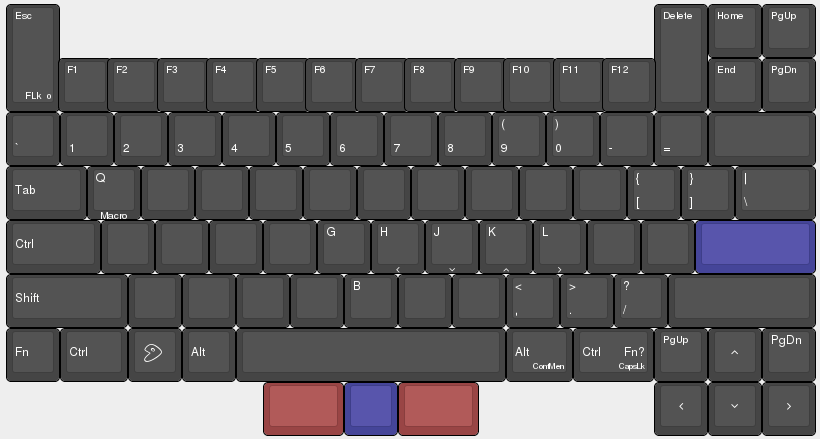 Esc Delete Home PgUp
FLk o F1 F2 F3 F4 F5 F6 F7 F8 F9 F10 F11 F12 End PgDn
( )
` 1 2 3 4 5 6 7 8 9 0 - =
Tab Q { } |
Macro [ ] \
Ctrl G H J K L
‹ ⌄ ^ ›
Shift B < > ?
, . /
Fn Ctrl Alt Alt Ctrl Fn? PgUp ^ PgDn
ContMen CapsLk
‹ ⌄ ›